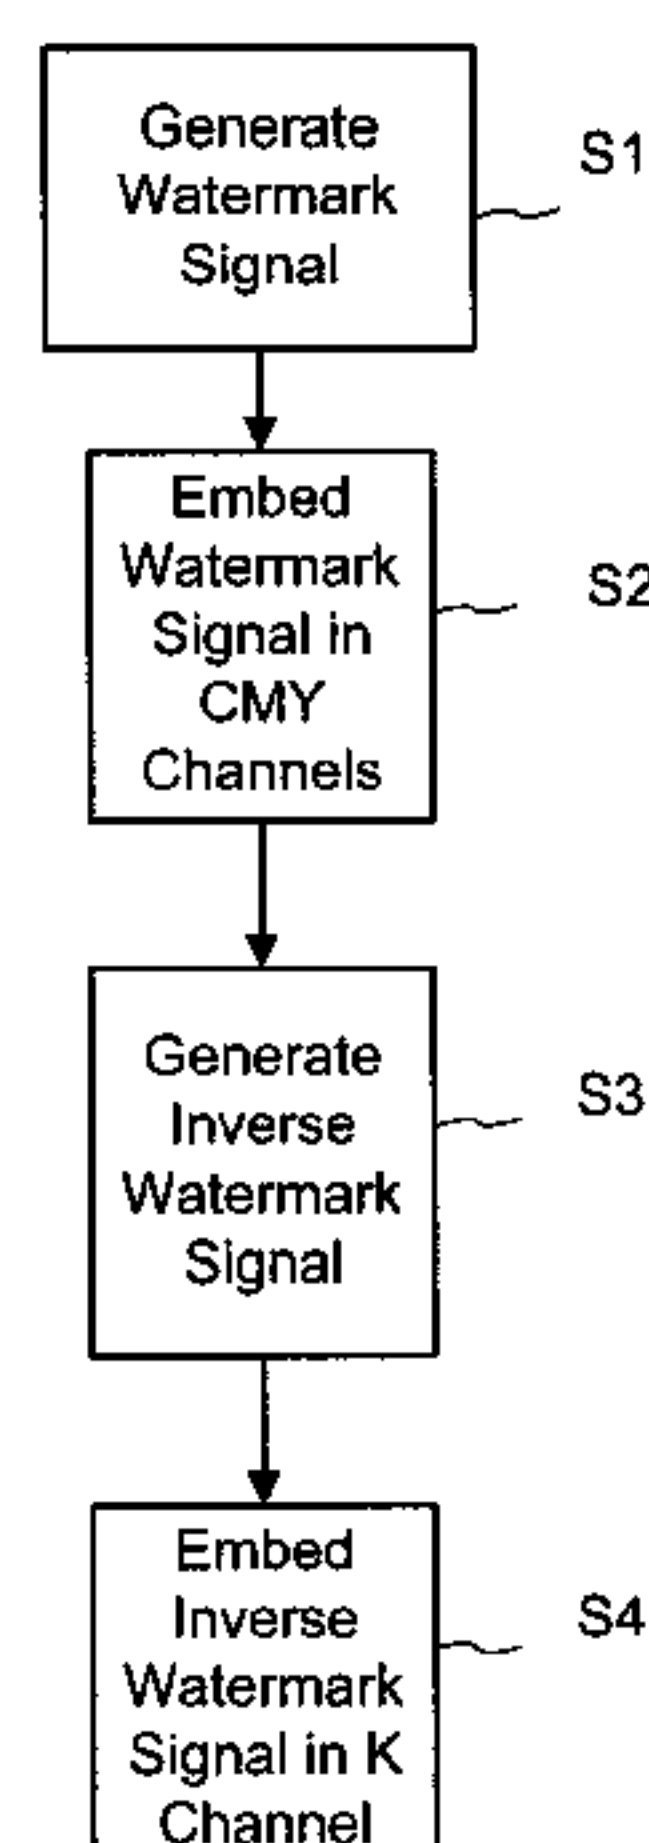 Generate
Watermark
Signal
S1
Embed
Watermark
Signal in
CMY
Channels
S2
Generate
Inverse
Watermark
Signal
S3
Embed
Inverse
Watermark
Signal in K
Channel
S4